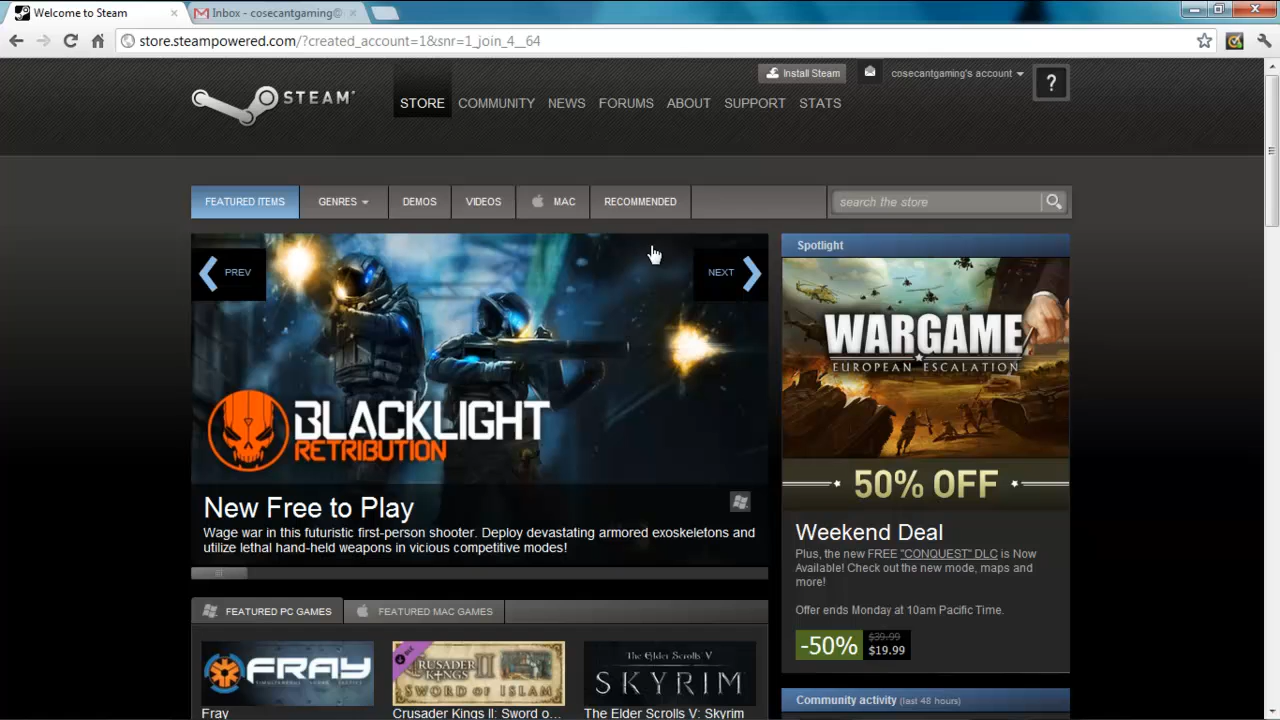 Welcome to Steam
Inbox - cosecantgaming@
store.steampowered.com/?created_account=1&snr=1_join_4__64
Install Steam
cosecantgaming's account
?
STEAM
STORE
COMMUNITY
NEWS
FORUMS
ABOUT
SUPPORT
STATS
FEATURED ITEMS
GENRES
DEMOS
VIDEOS
MAC
RECOMMENDED
search the store
PREV
NEXT
BLACKLIGHT
RETRIBUTION
New Free to Play
Wage war in this futuristic first-person shooter. Deploy devastating armored exoskeletons and
utilize lethal hand-held weapons in vicious competitive modes!
Spotlight
WARGAME
EUROPEAN ESCALATION
50% OFF
Weekend Deal
Plus, the new FREE "CONQUEST" DLC is Now
Available! Check out the new mode, maps and
more!
Offer ends Monday at 10am Pacific Time.
-50%
$39.99
$19.99
FEATURED PC GAMES
FEATURED MAC GAMES
FRAY
CRUSADER
KINGS II
SWORD OF ISLAM
The Elder Scrolls V
SKYRIM
Fray
Crusader Kings II: Sword o...
The Elder Scrolls V: Skyrim
Community activity (last 48 hours)